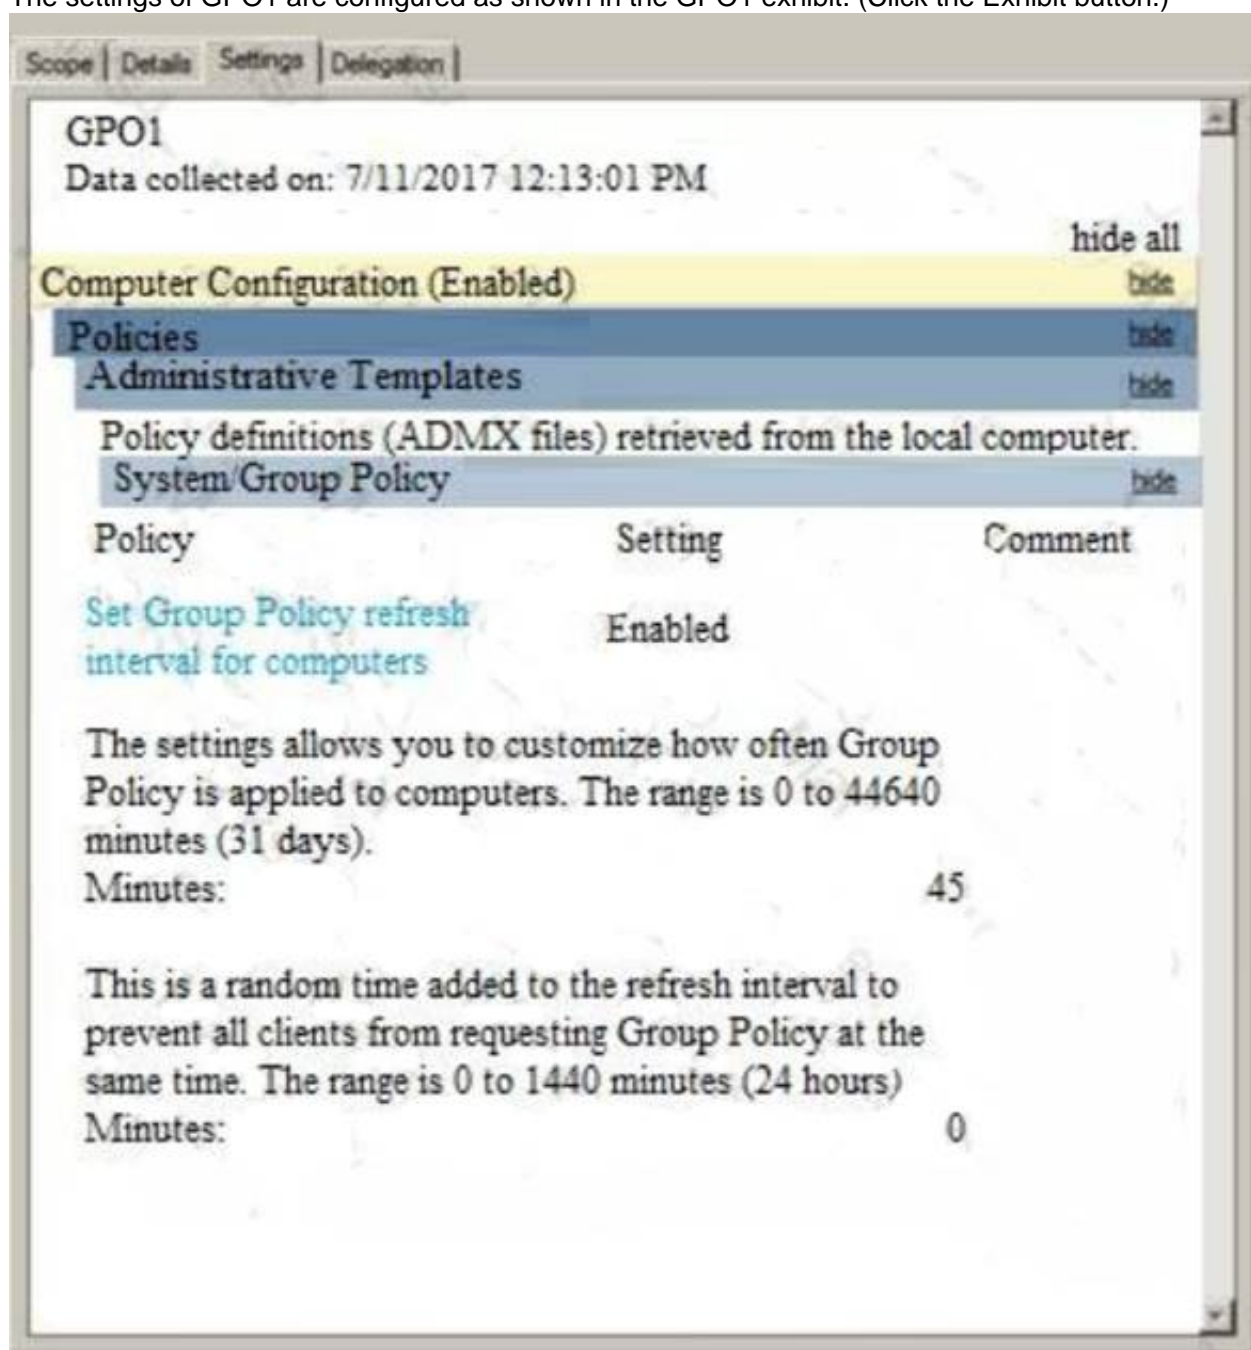 The settings of GPO1 are configured as shown in the GPO1 exhibit. (Click the Exhibit button.)
Scope Details Settings Delegation
GPO1
Data collected on: 7/11/2017 12:13:01 PM
hide all
Computer Configuration (Enabled) hide
Policies hide
Administrative Templates hide
Policy definitions (ADMX files) retrieved from the local computer.
System/Group Policy hide
Policy Setting Comment
Set Group Policy refresh
interval for computers Enabled
The settings allows you to customize how often Group
Policy is applied to computers. The range is 0 to 44640
minutes (31 days).
Minutes: 45
This is a random time added to the refresh interval to
prevent all clients from requesting Group Policy at the
same time. The range is 0 to 1440 minutes (24 hours)
Minutes: 0